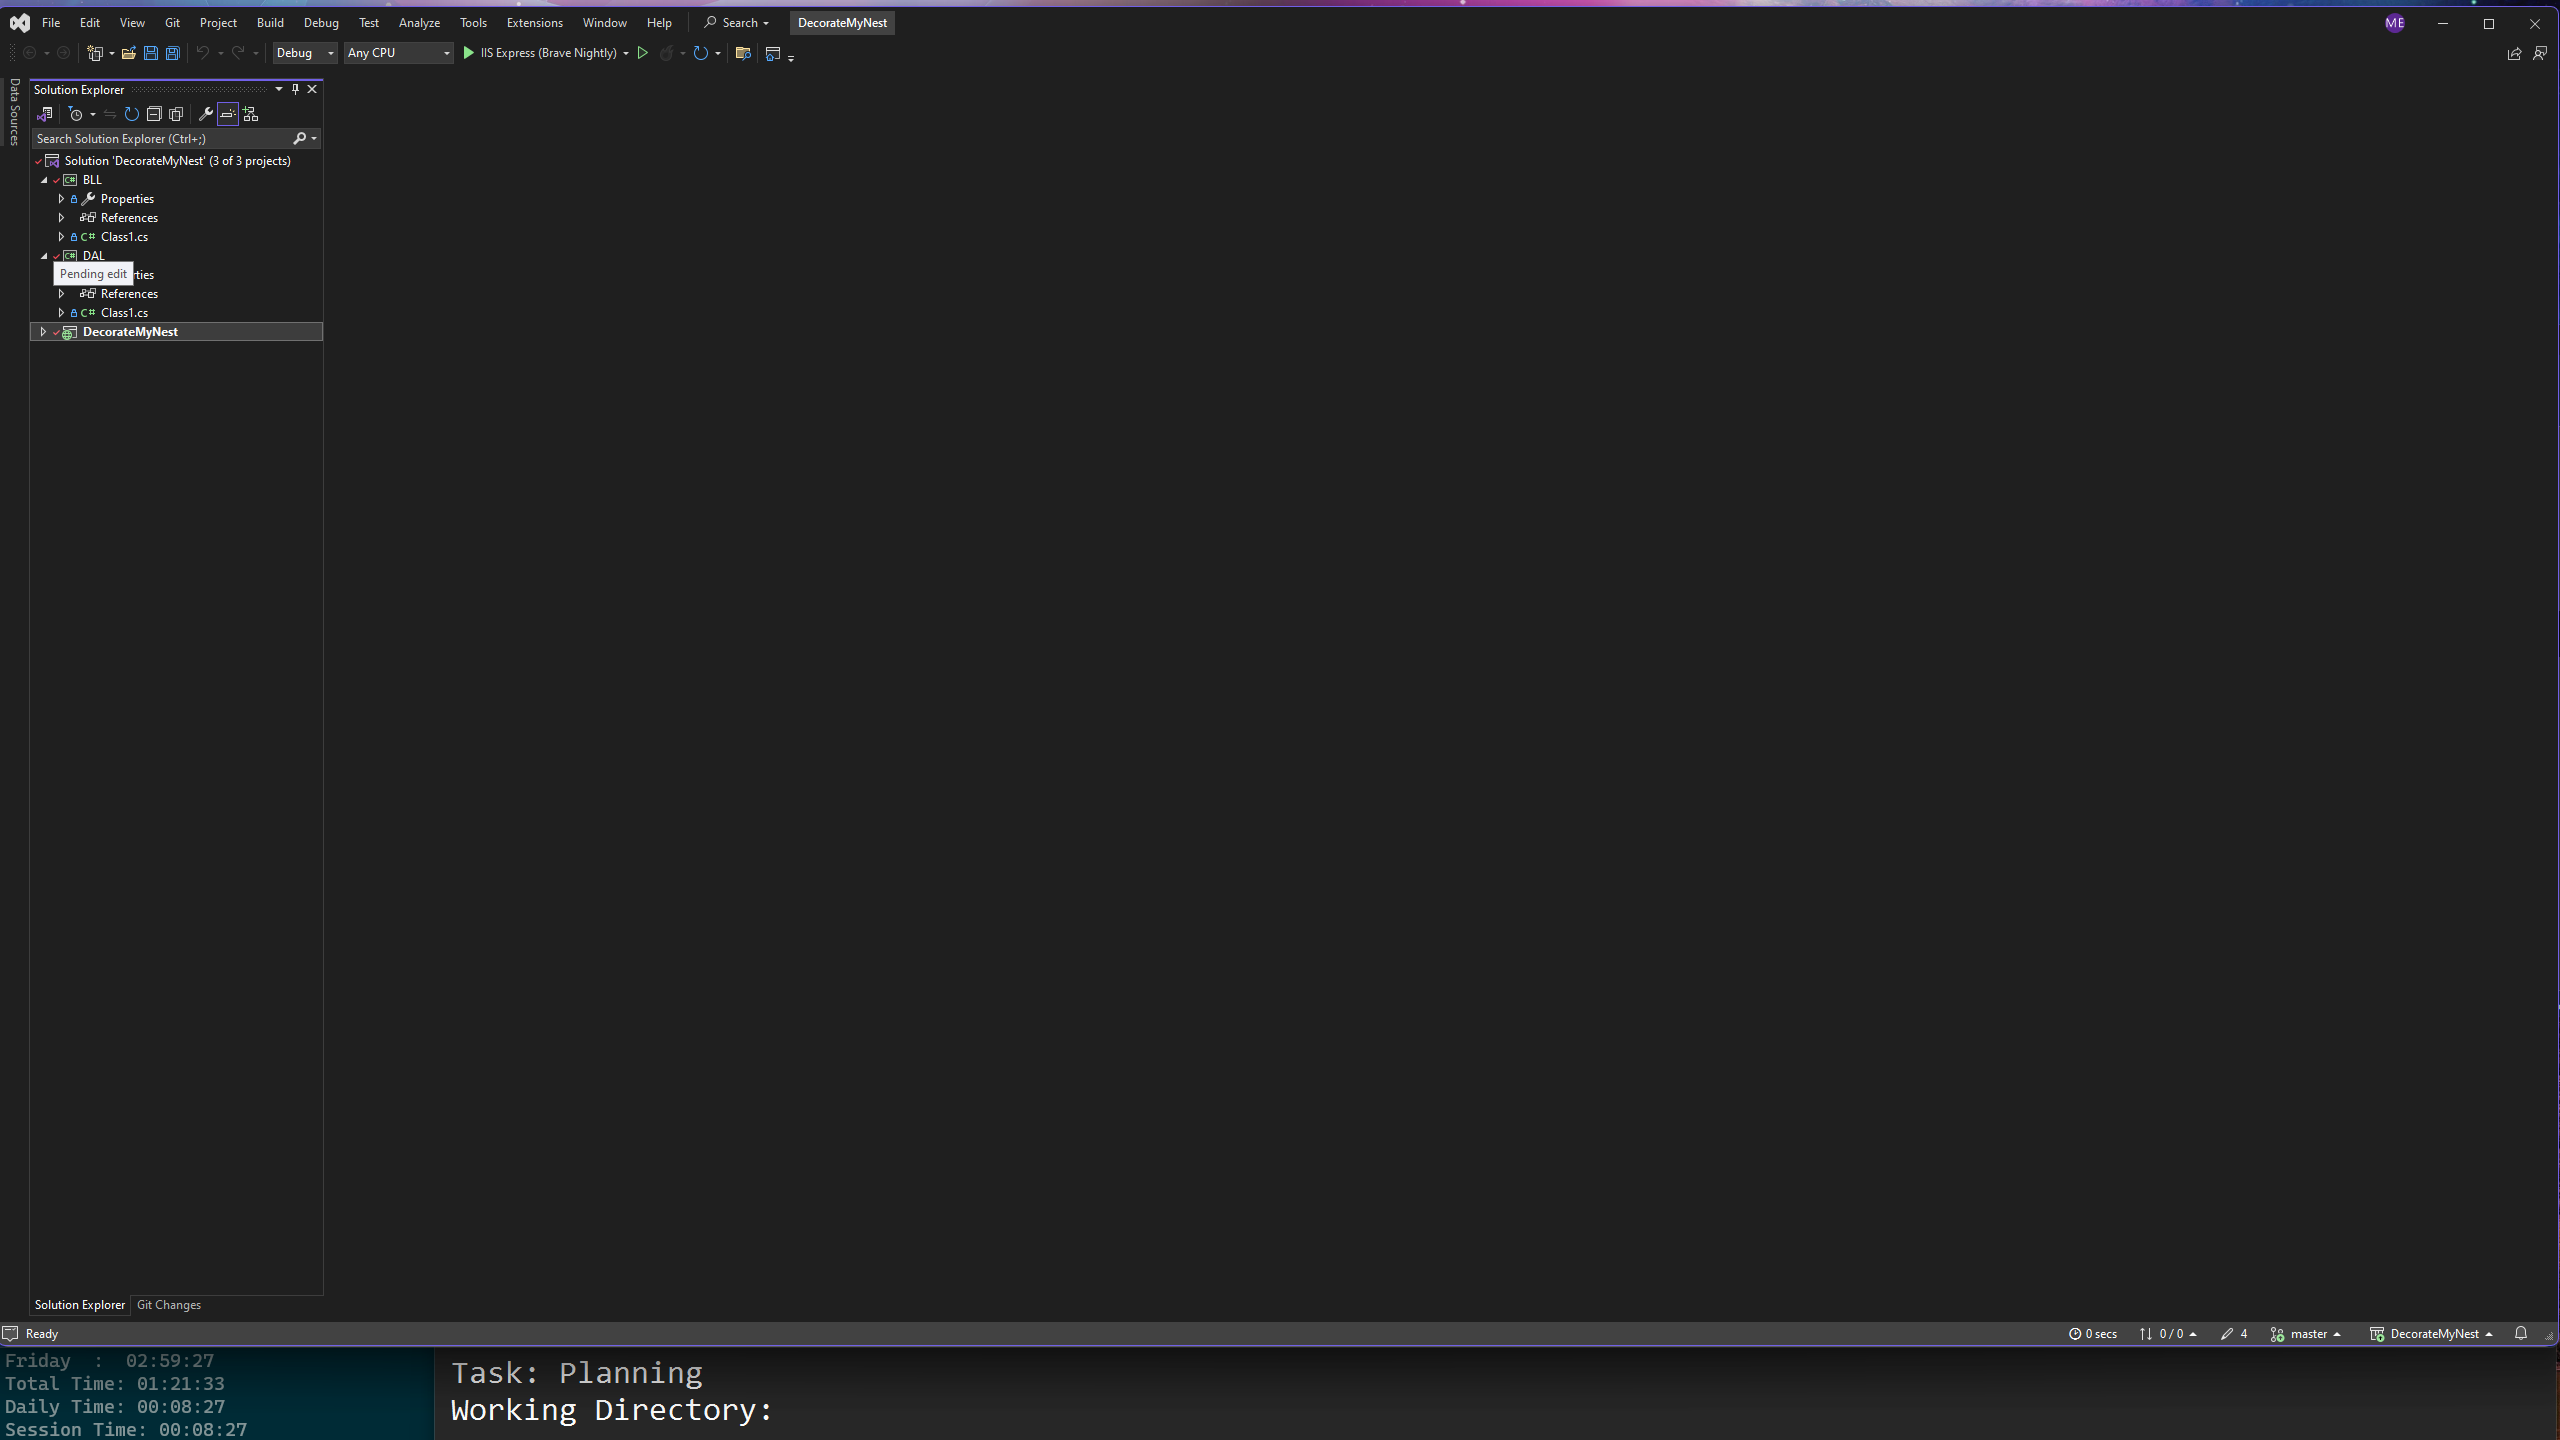 File Edit View Git Project Build Debug Test Analyze Tools Extensions Window Help Search DecorateMyNest ME
Debug Any CPU IIS Express (Brave Nightly)
Data Sources
Solution Explorer
Search Solution Explorer (Ctrl+;)
Solution 'DecorateMyNest' (3 of 3 projects)
C# BLL
Properties
References
C# Class1.cs
C# DAL
Pending edit
rties
References
C# Class1.cs
DecorateMyNest
Solution Explorer Git Changes
Ready 0 secs 0 / 0 4 master DecorateMyNest
Friday : 02:59:27
Total Time: 01:21:33
Daily Time: 00:08:27
Session Time: 00:08:27
Task: Planning
Working Directory: